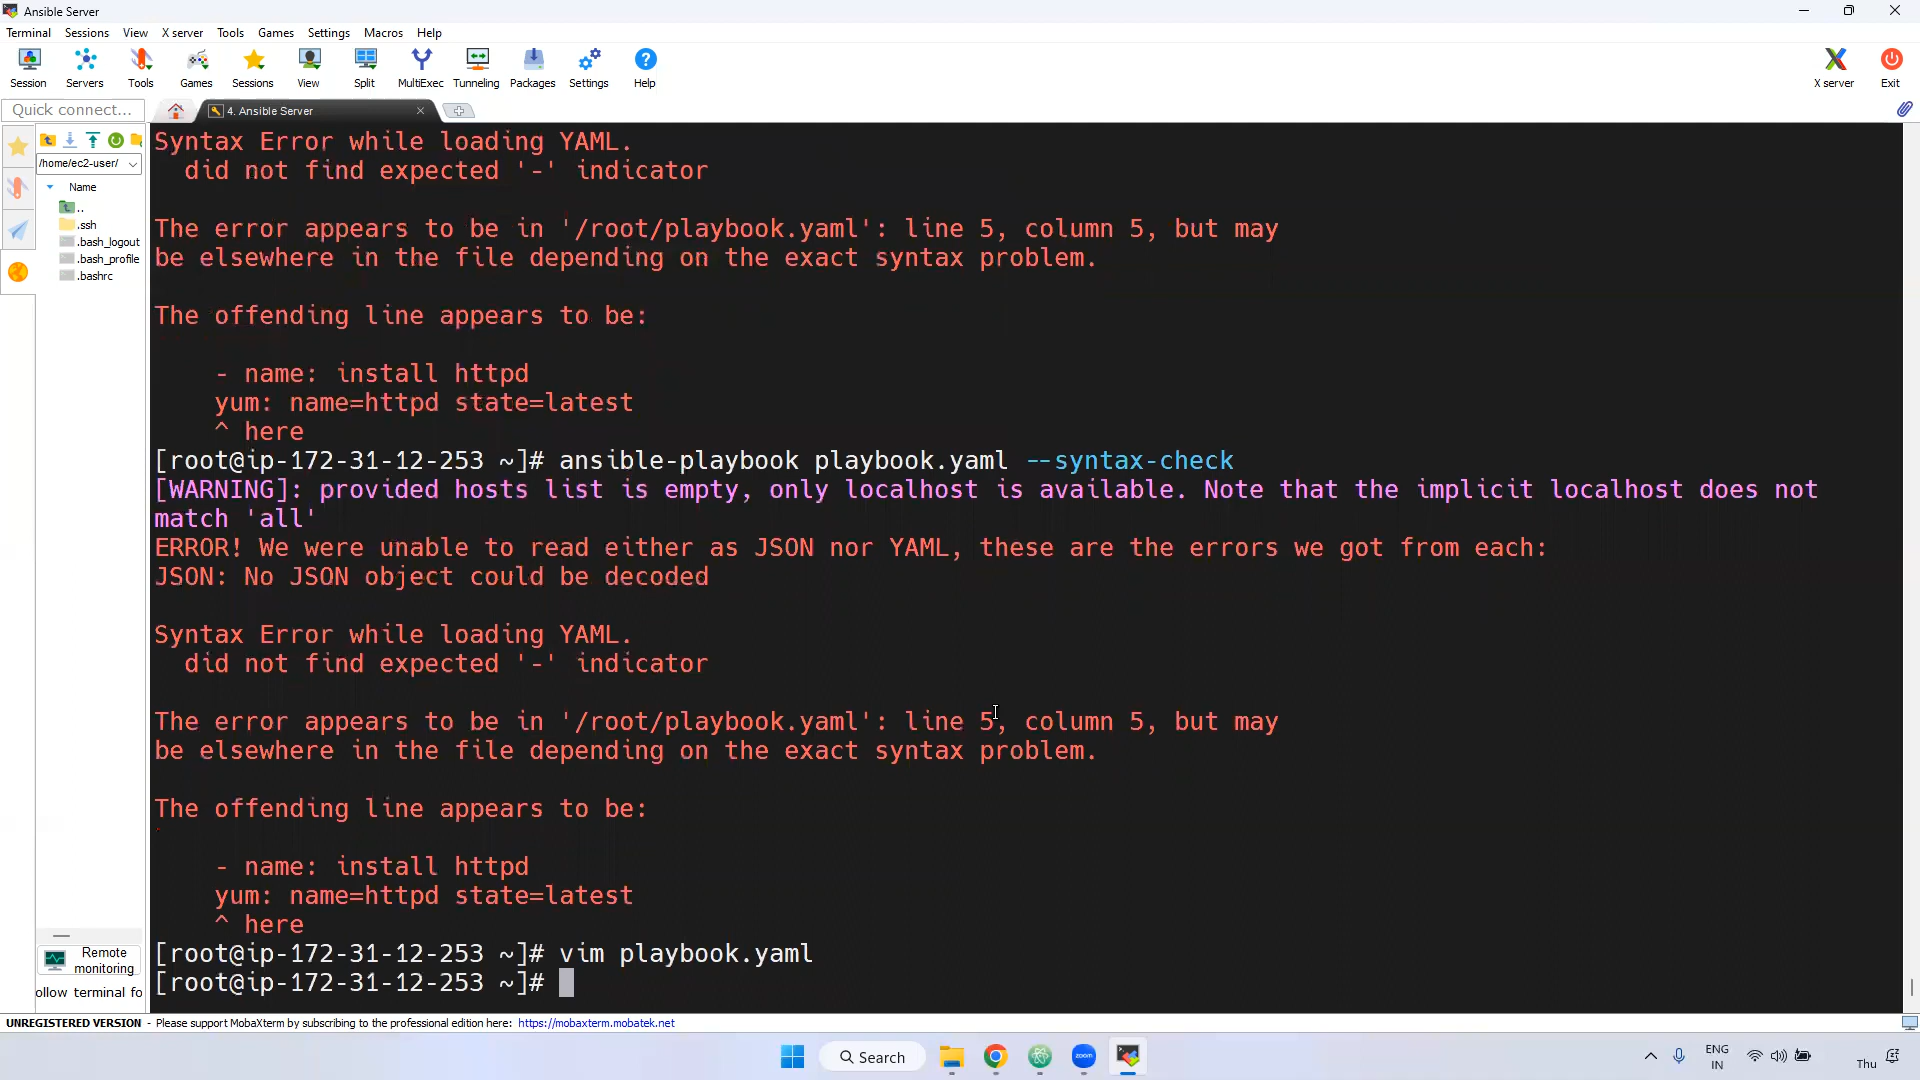 Ansible Server
Terminal Sessions View X server Tools Games Settings Macros Help
Session Servers Tools Games Sessions View Split MultiExec Tunneling Packages Settings Help X server Exit
Quick connect... 4. Ansible Server
/home/ec2-user/
Name
..
.ssh
.bash_logout
.bash_profile
.bashrc
Syntax Error while loading YAML.
did not find expected '-' indicator
The error appears to be in '/root/playbook.yaml': line 5, column 5, but may
be elsewhere in the file depending on the exact syntax problem.
The offending line appears to be:
- name: install httpd
yum: name=httpd state=latest
^ here
[root@ip-172-31-12-253 ~]# ansible-playbook playbook.yaml --syntax-check
[WARNING]: provided hosts list is empty, only localhost is available. Note that the implicit localhost does not
match 'all'
ERROR! We were unable to read either as JSON nor YAML, these are the errors we got from each:
JSON: No JSON object could be decoded
Syntax Error while loading YAML.
did not find expected '-' indicator
The error appears to be in '/root/playbook.yaml': line 5, column 5, but may
be elsewhere in the file depending on the exact syntax problem.
The offending line appears to be:
- name: install httpd
yum: name=httpd state=latest
^ here
[root@ip-172-31-12-253 ~]# vim playbook.yaml
[root@ip-172-31-12-253 ~]#
Remote
monitoring
ollow terminal fo
UNREGISTERED VERSION - Please support MobaXterm by subscribing to the professional edition here: https://mobaxterm.mobatek.net
Search
zoom
ENG
IN
Thu